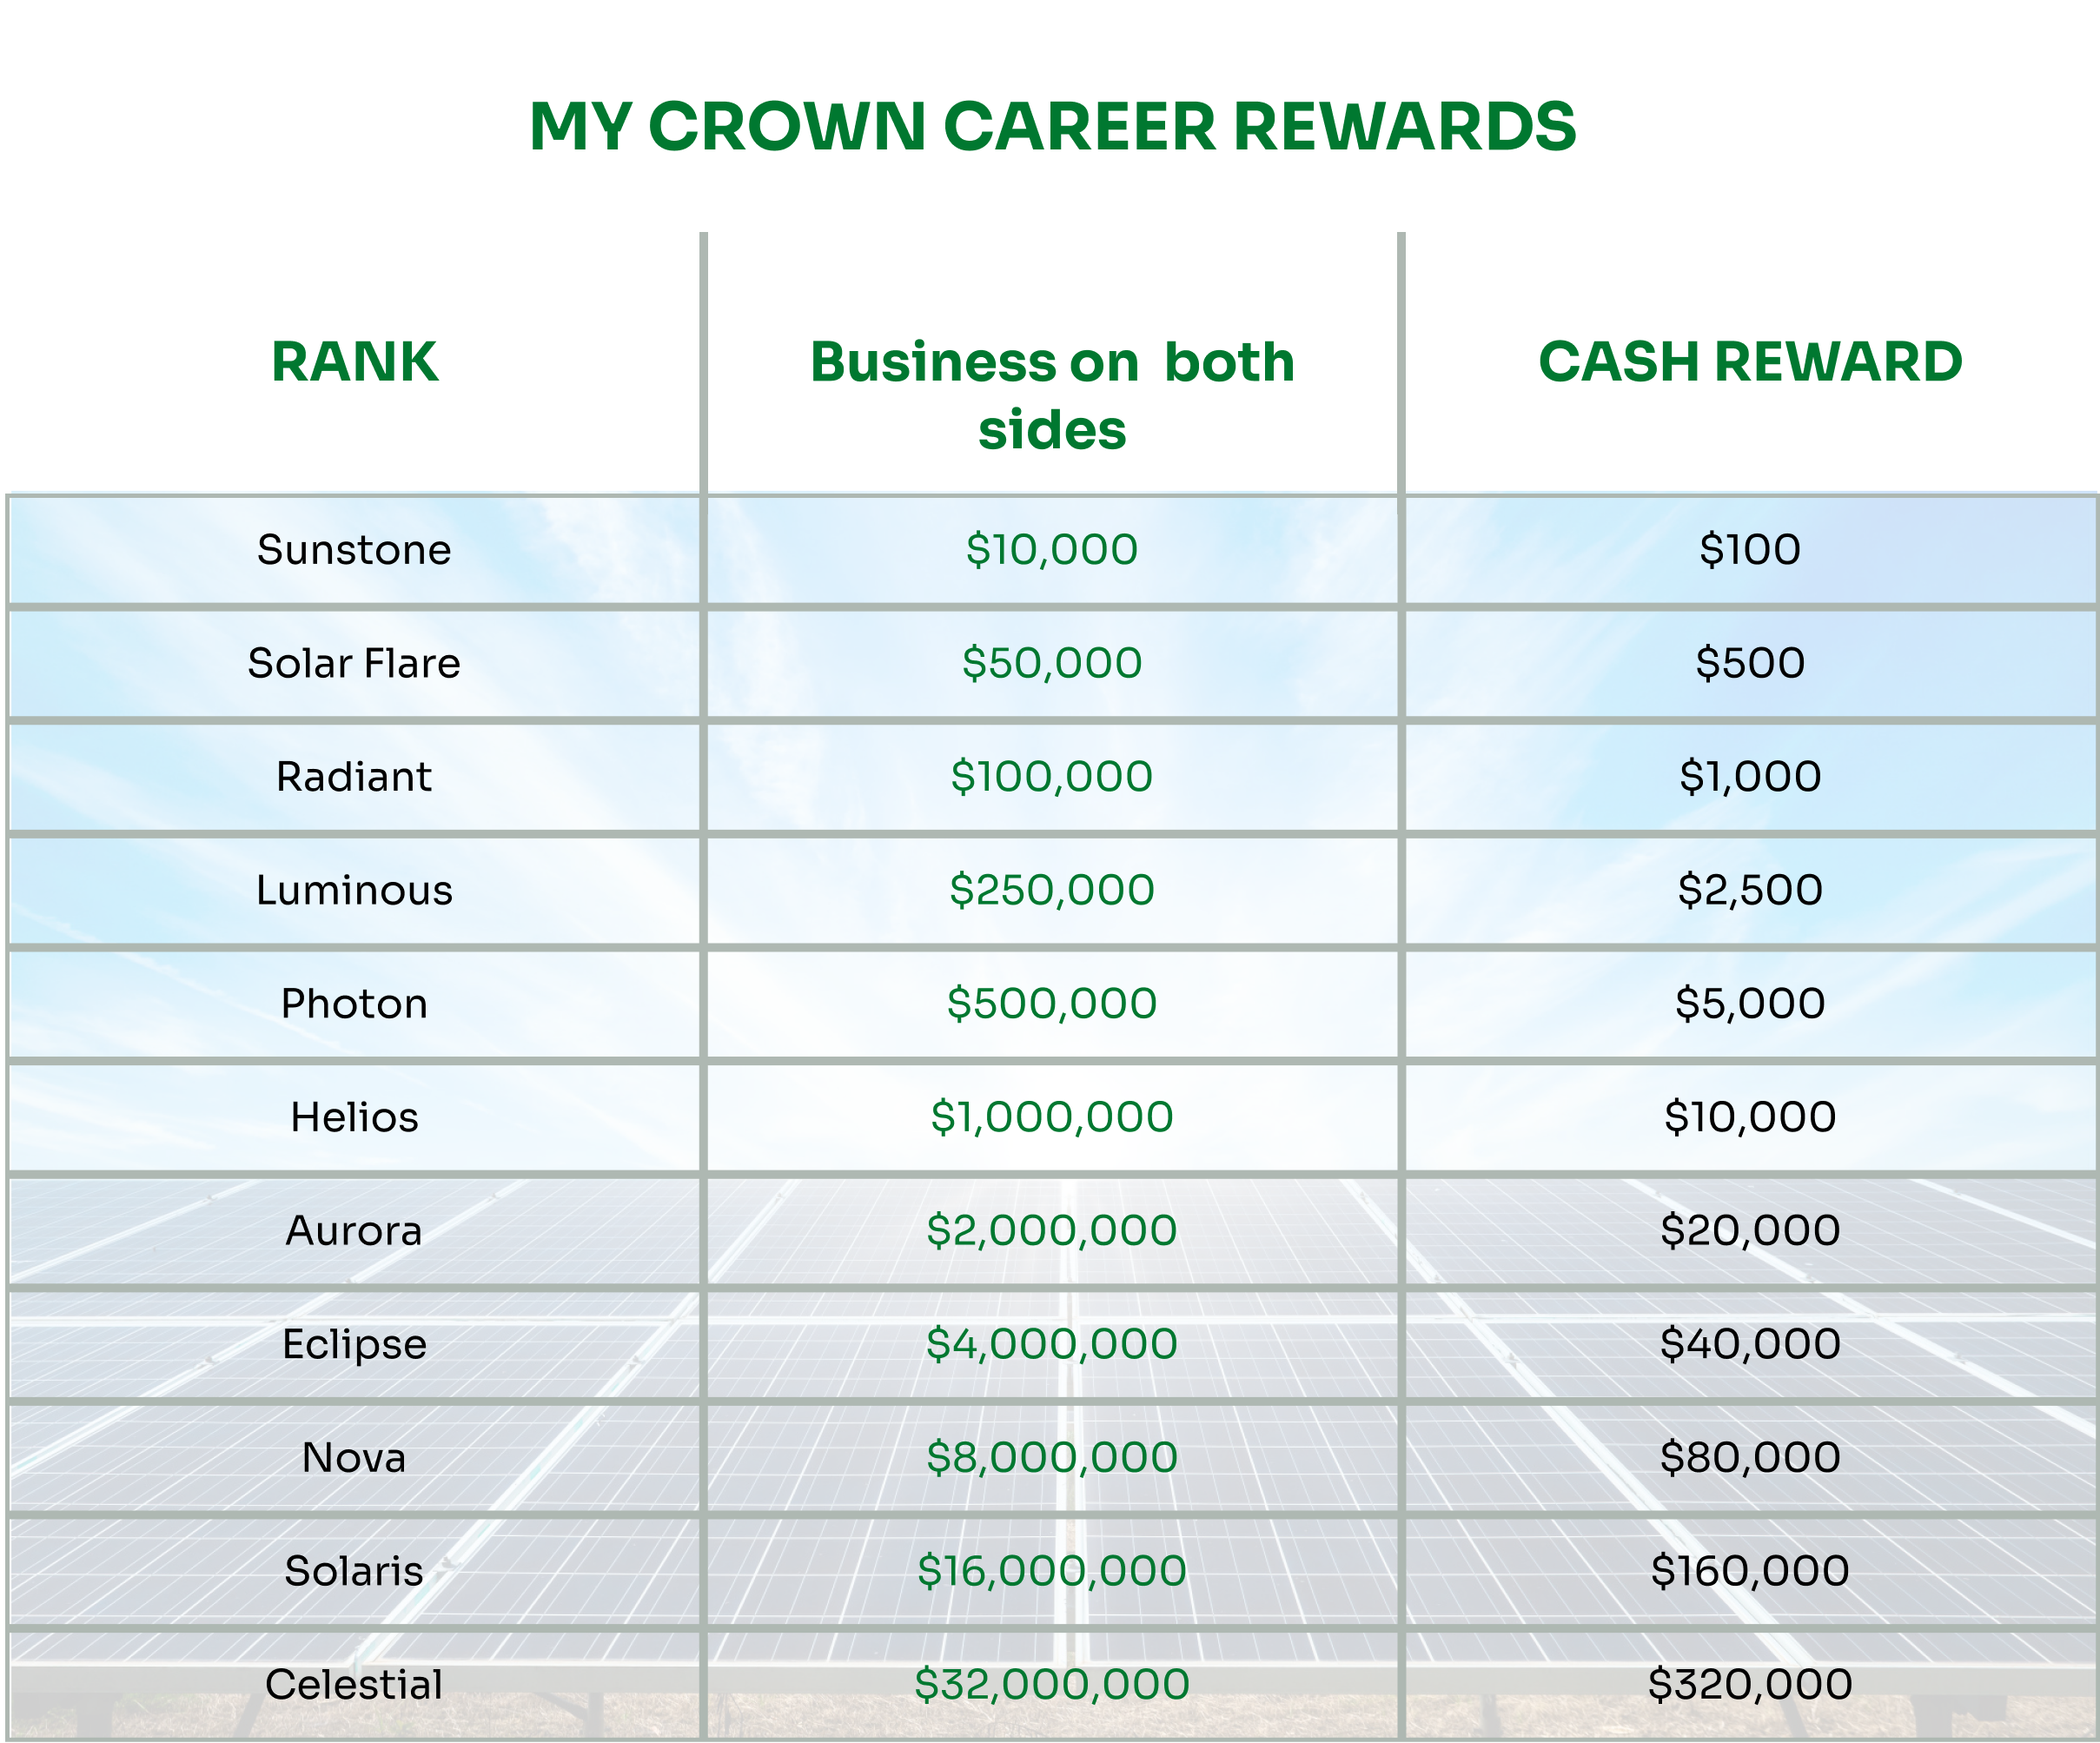 MY CROWN CAREER REWARDS
RANK
Business on both
sides
CASH REWARD
Sunstone $10,000 $100
Solar Flare $50,000 $500
Radiant $100,000 $1,000
Luminous $250,000 $2,500
Photon $500,000 $5,000
Helios $1,000,000 $10,000
Aurora $2,000,000 $20,000
Eclipse $4,000,000 $40,000
Nova $8,000,000 $80,000
Solaris $16,000,000 $160,000
Celestial $32,000,000 $320,000